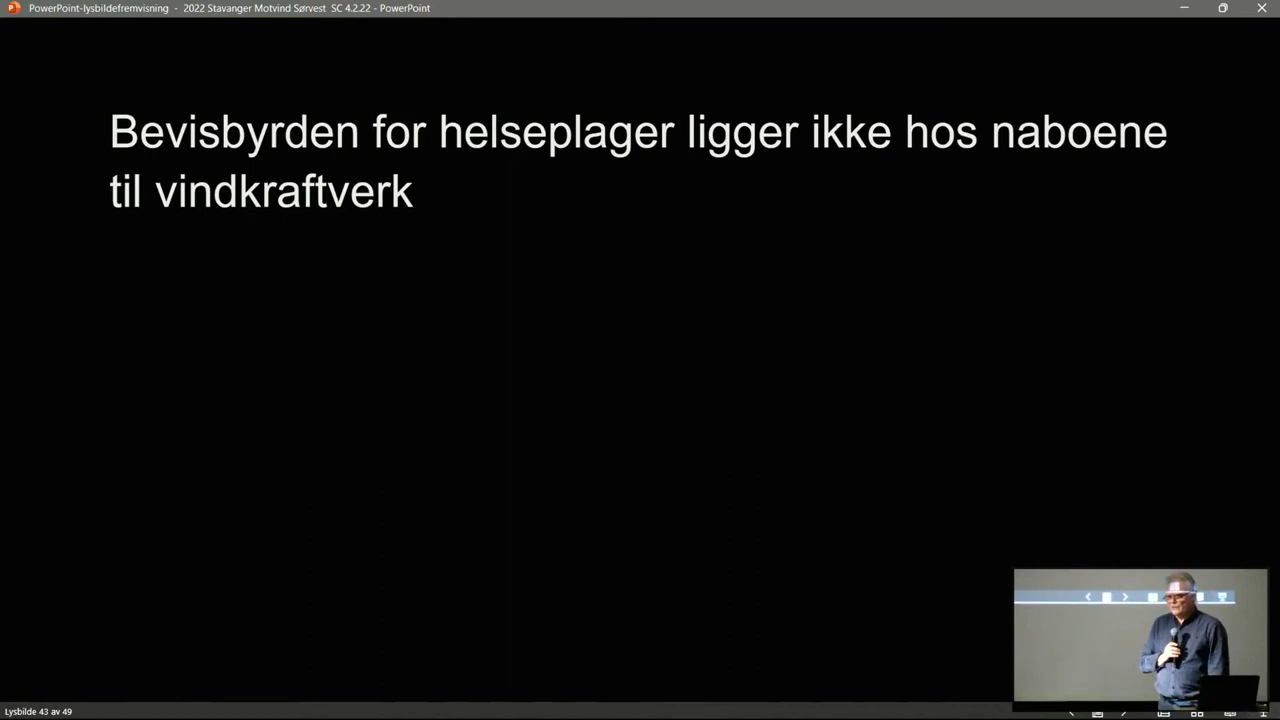 PowerPoint-lysbildefremvisning - 2022 Stavanger Motvind Sørvest SC 4.2.22 - PowerPoint
Bevisbyrden for helseplager ligger ikke hos naboene
til vindkraftverk
Lysbilde 43 av 49